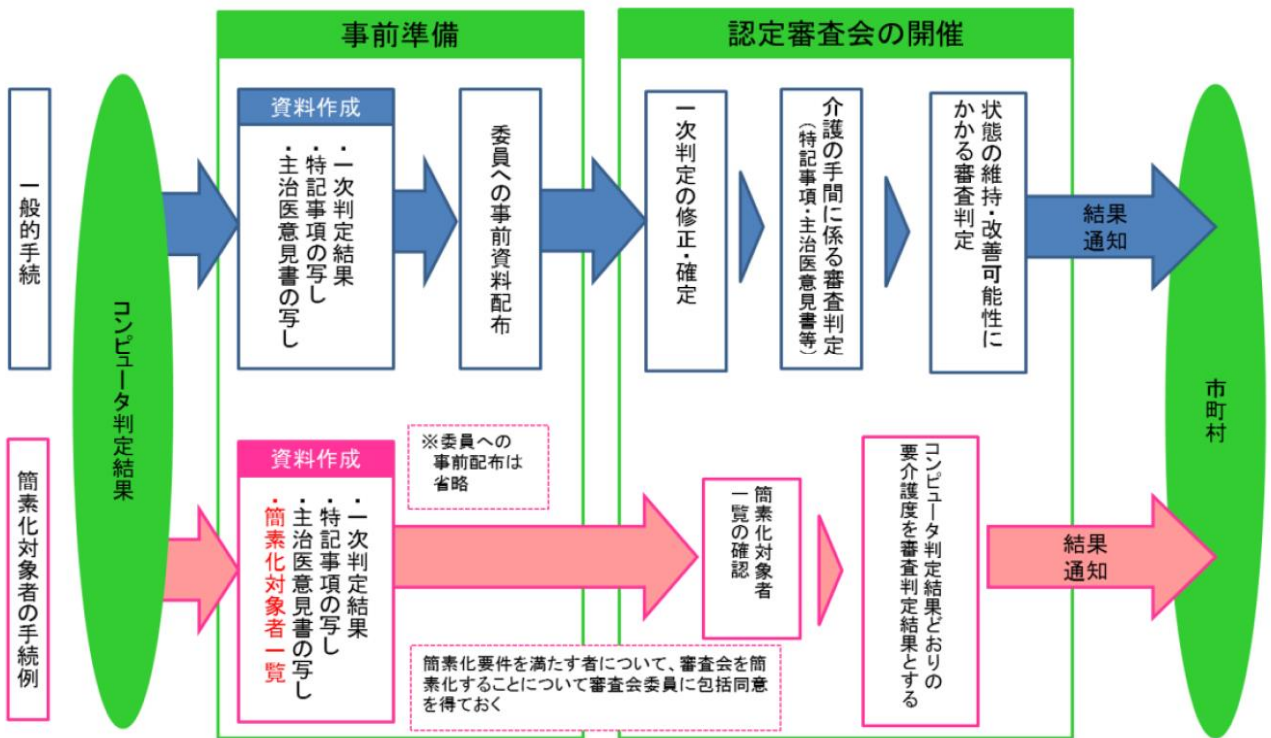 事前準備
認定審査会の開催
一般的手続
コンピュータ判定結果
資料作成
・一次判定結果
・特記事項の写し
・主治医意見書の写し
委員への事前資料配布
一次判定の修正・確定
介護の手間に係る審査判定
(特記事項・主治医意見書等)
状態の維持・改善可能性に
かかる審査判定
結果
通知
市町村
簡素化対象者の手続例
資料作成
・一次判定結果
・特記事項の写し
・主治医意見書の写し
・簡素化対象者一覧
※委員への
事前配布は
省略
簡素化対象者
一覧の確認
コンピュータ判定結果どおりの
要介護度を審査判定結果とする
結果
通知
簡素化要件を満たす者について、審査会を簡
素化することについて審査会委員に包括同意
を得ておく